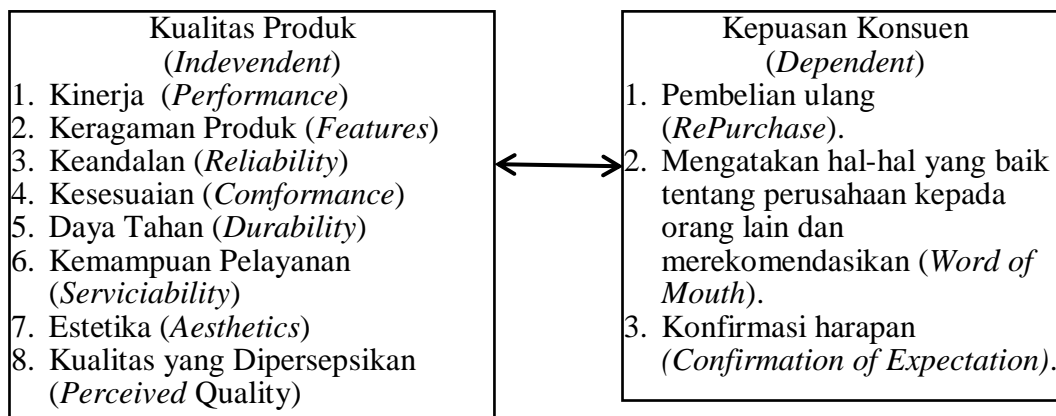 Kualitas Produk
(Indevendent)
1. Kinerja (Performance)
2. Keragaman Produk (Features)
3. Keandalan (Reliability)
4. Kesesuaian (Comformance)
5. Daya Tahan (Durability)
6. Kemampuan Pelayanan
(Serviciability)
7. Estetika (Aesthetics)
8. Kualitas yang Dipersepsikan
(Perceived Quality)
Kepuasan Konsuen
(Dependent)
1. Pembelian ulang
(RePurchase).
2. Mengatakan hal-hal yang baik
tentang perusahaan kepada
orang lain dan
merekomendasikan (Word of
Mouth).
3. Konfirmasi harapan
(Confirmation of Expectation).